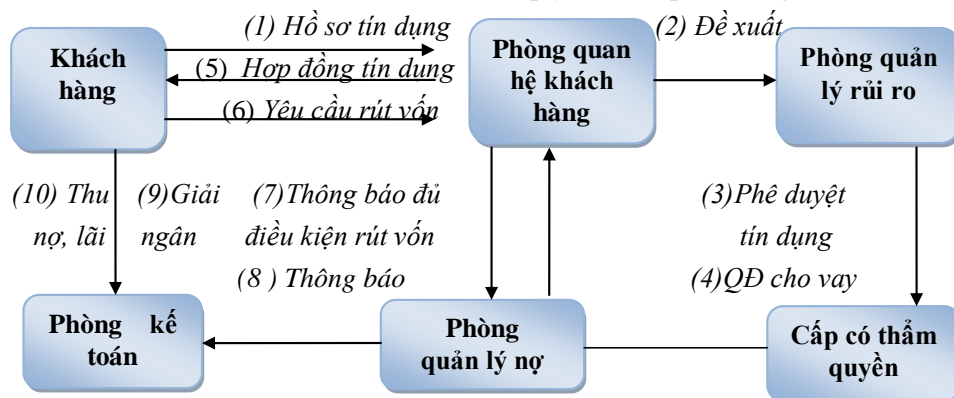 (1) Hồ sơ tín dụng
(2) Đề xuất
Khách
hàng
(5) Hợp đồng tín dụng
(6) Yêu cầu rút vốn
Phòng quan
hệ khách
hàng
Phòng quản
lý rủi ro
(10) Thu
nợ, lãi
(9)Giải
ngân
(7)Thông báo đủ
điều kiện rút vốn
(8 ) Thông báo
(3)Phê duyệt
tín dụng
(4)QĐ cho vay
Phòng kế
toán
Phòng
quản lý nợ
Cấp có thẩm
quyền